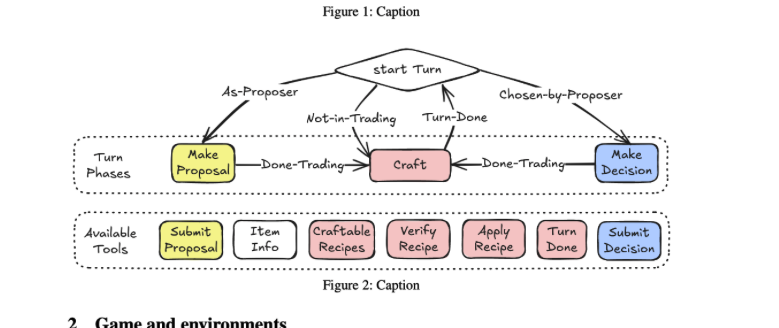 Figure 1: Caption
start Turn
As-Proposer
Chosen-by-Proposer
Not-in-Trading
Turn-Done
Turn
Phases
Make
Proposal
Done-Trading
Craft
Done-Trading
Make
Decision
Available
Tools
Submit
Proposal
Item
Info
Craftable
Recipes
Verify
Recipe
Apply
Recipe
Turn
Done
Submit
Decision
Figure 2: Caption
2 Game and environments